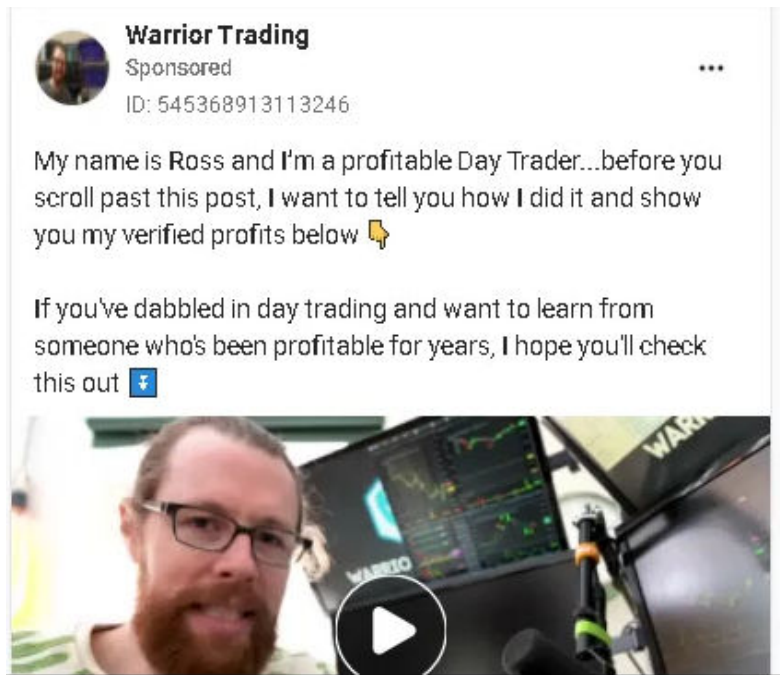 Warrior Trading
Sponsored
ID: 545368913113246
My name is Ross and I'm a profitable Day Trader...before you
scroll past this post, I want to tell you how I did it and show
you my verified profits below 👇
If you've dabbled in day trading and want to learn from
someone who's been profitable for years, I hope you'll check
this out ⏬
WARR
WARRIO